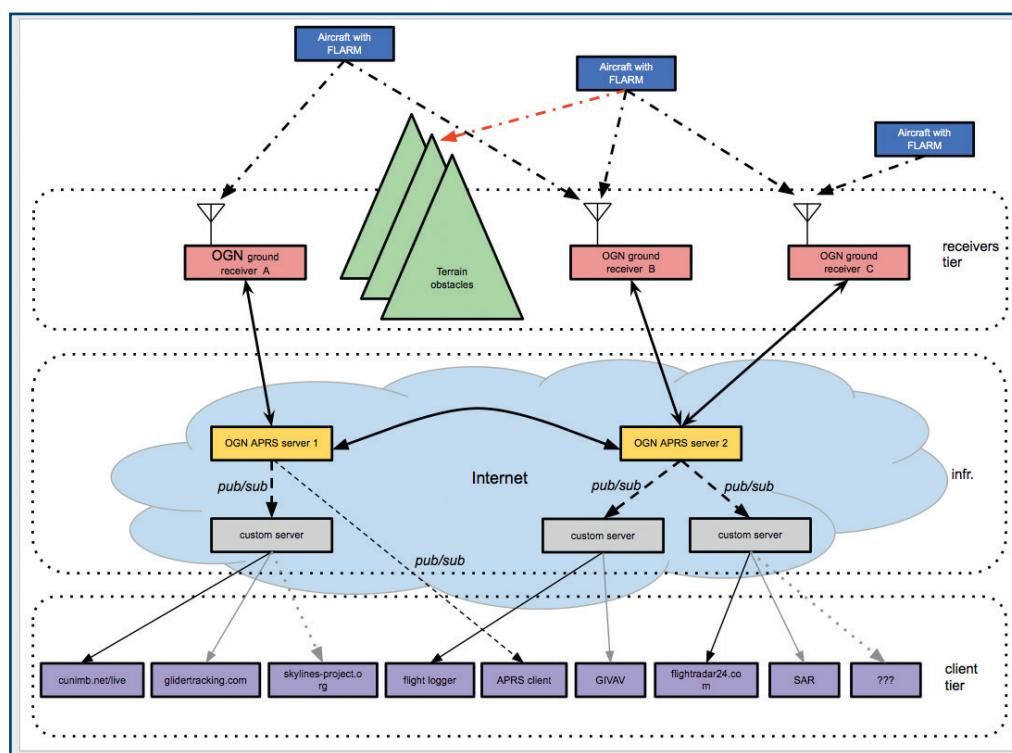 Aircraft with
FLARM
Aircraft with
FLARM
Aircraft with
FLARM
OGN ground
receiver A
Terrain
obstacles
OGN ground
receiver B
OGN ground
receiver C
receivers
tier
OGN APRS server 1
OGN APRS server 2
Internet
infr.
pub/sub
pub/sub
pub/sub
custom server
custom server
custom server
pub/sub
cunimb.net/live
glidertracking.com
skylines-project.o
rg
flight logger
APRS client
GIVAV
flightradar24.co
m
SAR
???
client
tier